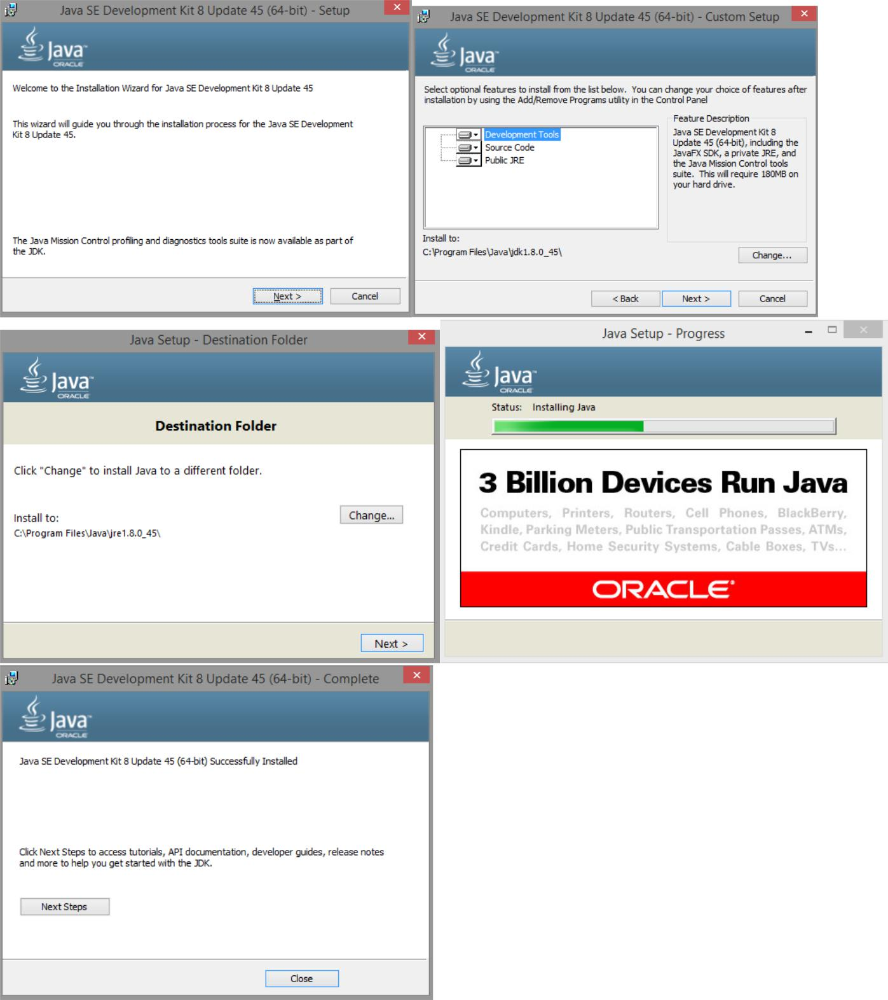 Java SE Development Kit 8 Update 45 (64-bit) - Setup
Java™
ORACLE
Welcome to the Installation Wizard for Java SE Development Kit 8 Update 45
This wizard will guide you through the installation process for the Java SE Development
Kit 8 Update 45.
The Java Mission Control profiling and diagnostics tools suite is now available as part of
the JDK.
Next >
Cancel
Java SE Development Kit 8 Update 45 (64-bit) - Custom Setup
Java™
ORACLE
Select optional features to install from the list below. You can change your choice of features after
installation by using the Add/Remove Programs utility in the Control Panel
Development Tools
Source Code
Public JRE
Feature Description
Java SE Development Kit 8
Update 45 (64-bit), including the
JavaFX SDK, a private JRE, and
the Java Mission Control tools
suite. This will require 180MB on
your hard drive.
Install to:
C:\Program Files\Java\jdk1.8.0_45\
Change...
< Back
Next >
Cancel
Java Setup - Destination Folder
Java™
ORACLE
Destination Folder
Click "Change" to install Java to a different folder.
Install to:
Change...
C:\Program Files\Java\jre1.8.0_45\
Next >
Java Setup - Progress
Java™
ORACLE
Status: Installing Java
3 Billion Devices Run Java
Computers, Printers, Routers, Cell Phones, BlackBerry,
Kindle, Parking Meters, Public Transportation Passes, ATMs,
Credit Cards, Home Security Systems, Cable Boxes, TVs...
ORACLE®
Java SE Development Kit 8 Update 45 (64-bit) - Complete
Java™
ORACLE
Java SE Development Kit 8 Update 45 (64-bit) Successfully Installed
Click Next Steps to access tutorials, API documentation, developer guides, release notes
and more to help you get started with the JDK.
Next Steps
Close